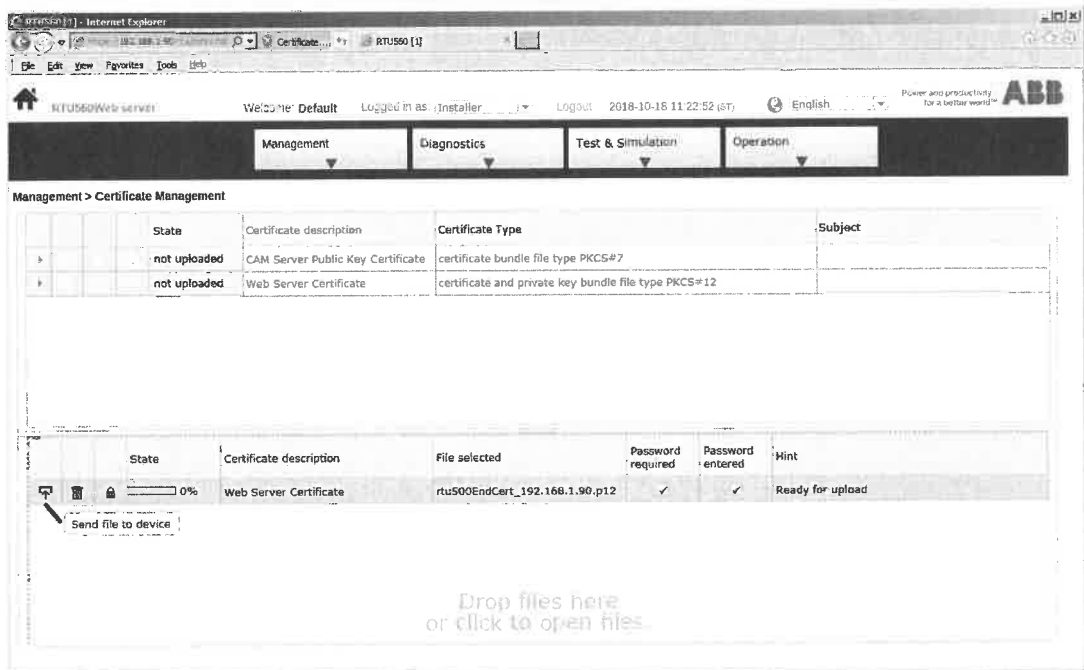 RTU560 [1] - Internet Explorer
Certificate... RTU560 [1]
File Edit View Favorites Tools Help
RTU560Web server Welcome: Default Logged in as: Installer Logout 2018-10-18 11:22:52 (ST) English Power and productivity for a better world™ ABB
Management Diagnostics Test & Simulation Operation
Management > Certificate Management
State Certificate description Certificate Type Subject
not uploaded CAM Server Public Key Certificate certificate bundle file type PKCS#7
not uploaded Web Server Certificate certificate and private key bundle file type PKCS#12
State Certificate description File selected Password required Password entered Hint
0% Web Server Certificate rtu500EndCert_192.168.1.90.p12 ✓ ✓ Ready for upload
Send file to device
Drop files here
or click to open files.